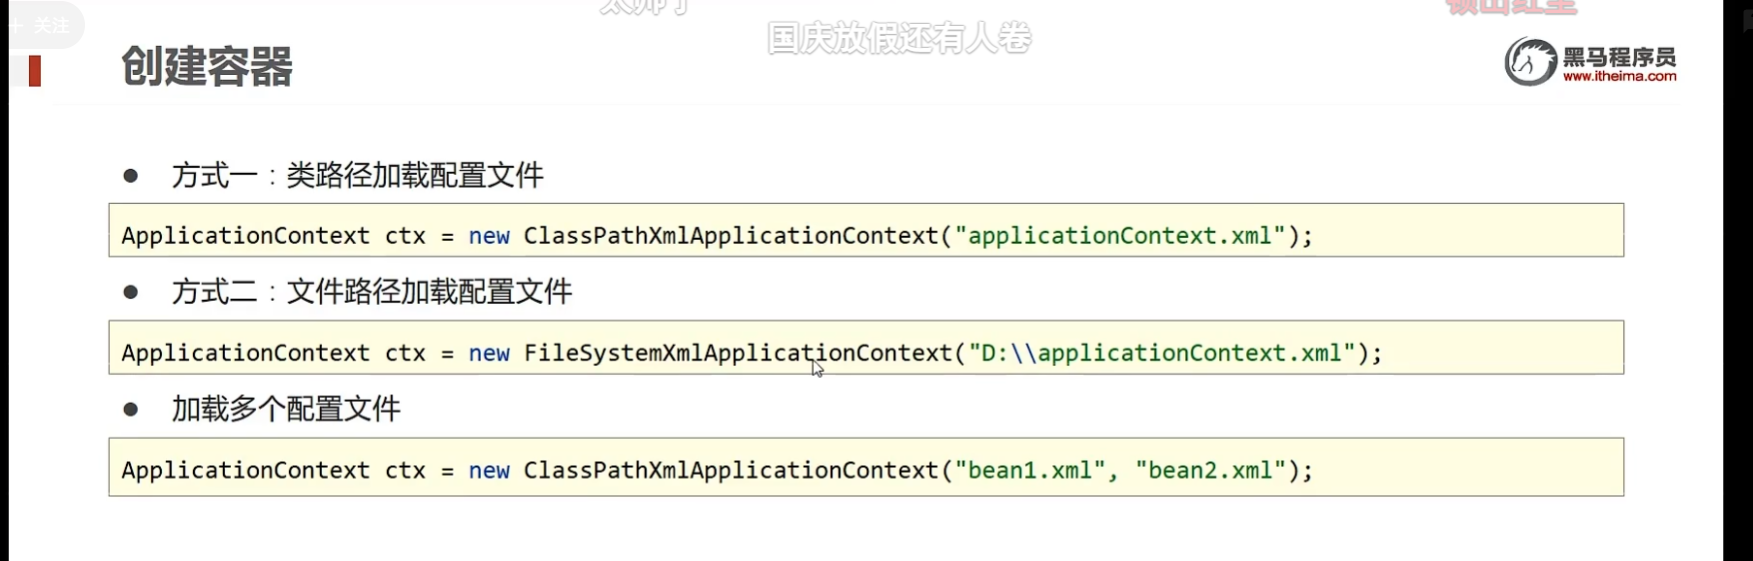 + 关注
国庆放假还有人卷
创建容器
黑马程序员
www.itheima.com
● 方式一：类路径加载配置文件
ApplicationContext ctx = new ClassPathXmlApplicationContext("applicationContext.xml");
● 方式二：文件路径加载配置文件
ApplicationContext ctx = new FileSystemXmlApplicationContext("D:\\applicationContext.xml");
● 加载多个配置文件
ApplicationContext ctx = new ClassPathXmlApplicationContext("bean1.xml", "bean2.xml");